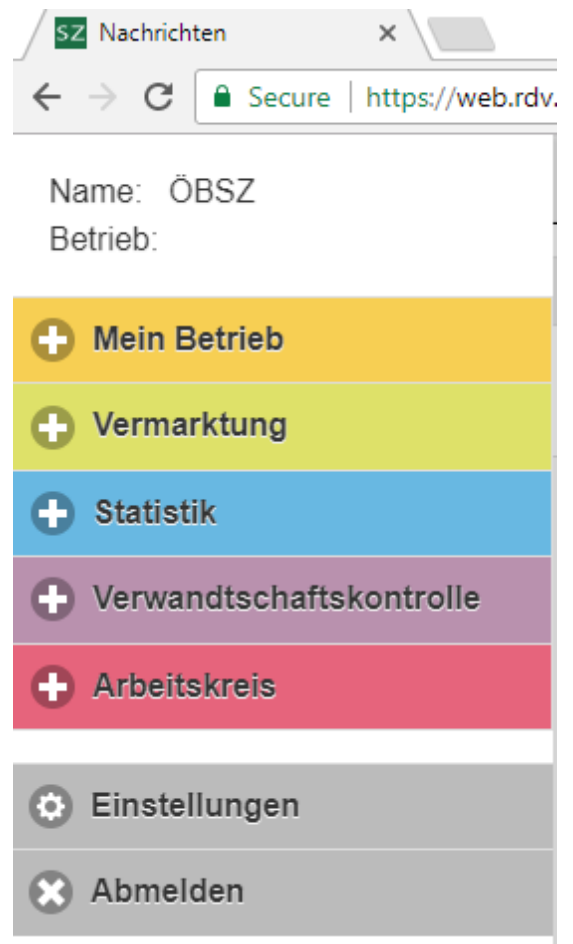 SZ Nachrichten
Secure | https://web.rdv.
Name: ÖBSZ
Betrieb:
Mein Betrieb
Vermarktung
Statistik
Verwandtschaftskontrolle
Arbeitskreis
Einstellungen
Abmelden